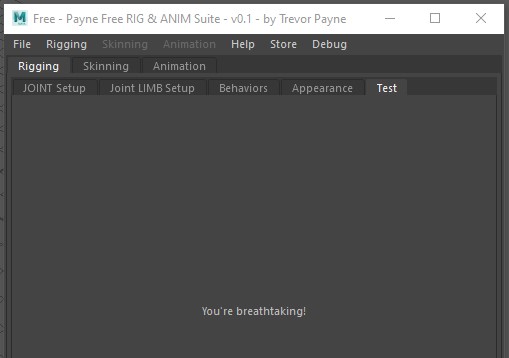 Free - Payne Free RIG & ANIM Suite - v0.1 - by Trevor Payne
File Rigging Skinning Animation Help Store Debug
Rigging Skinning Animation
JOINT Setup Joint LIMB Setup Behaviors Appearance Test
You're breathtaking!